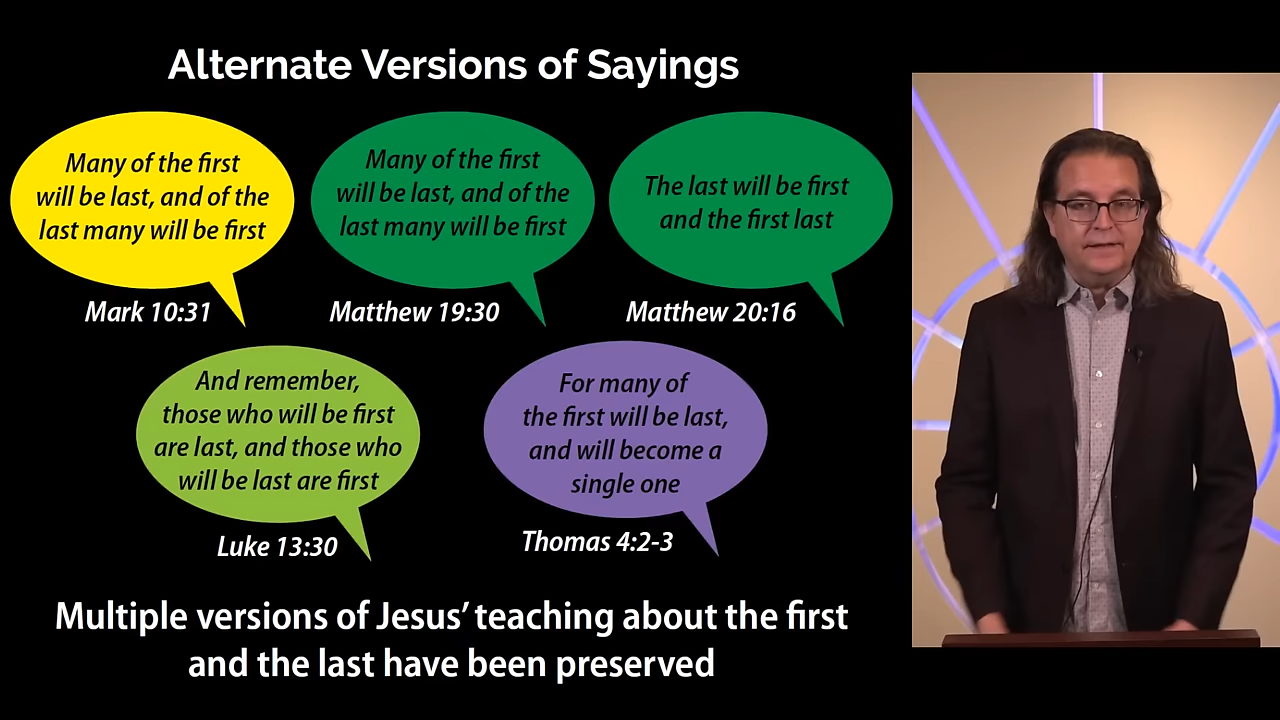 Alternate Versions of Sayings
Many of the first
will be last, and of the
last many will be first
Mark 10:31
Many of the first
will be last, and of the
last many will be first
Matthew 19:30
The last will be first
and the first last
Matthew 20:16
And remember,
those who will be first
are last, and those who
will be last are first
Luke 13:30
For many of
the first will be last,
and will become a
single one
Thomas 4:2-3
Multiple versions of Jesus’ teaching about the first
and the last have been preserved